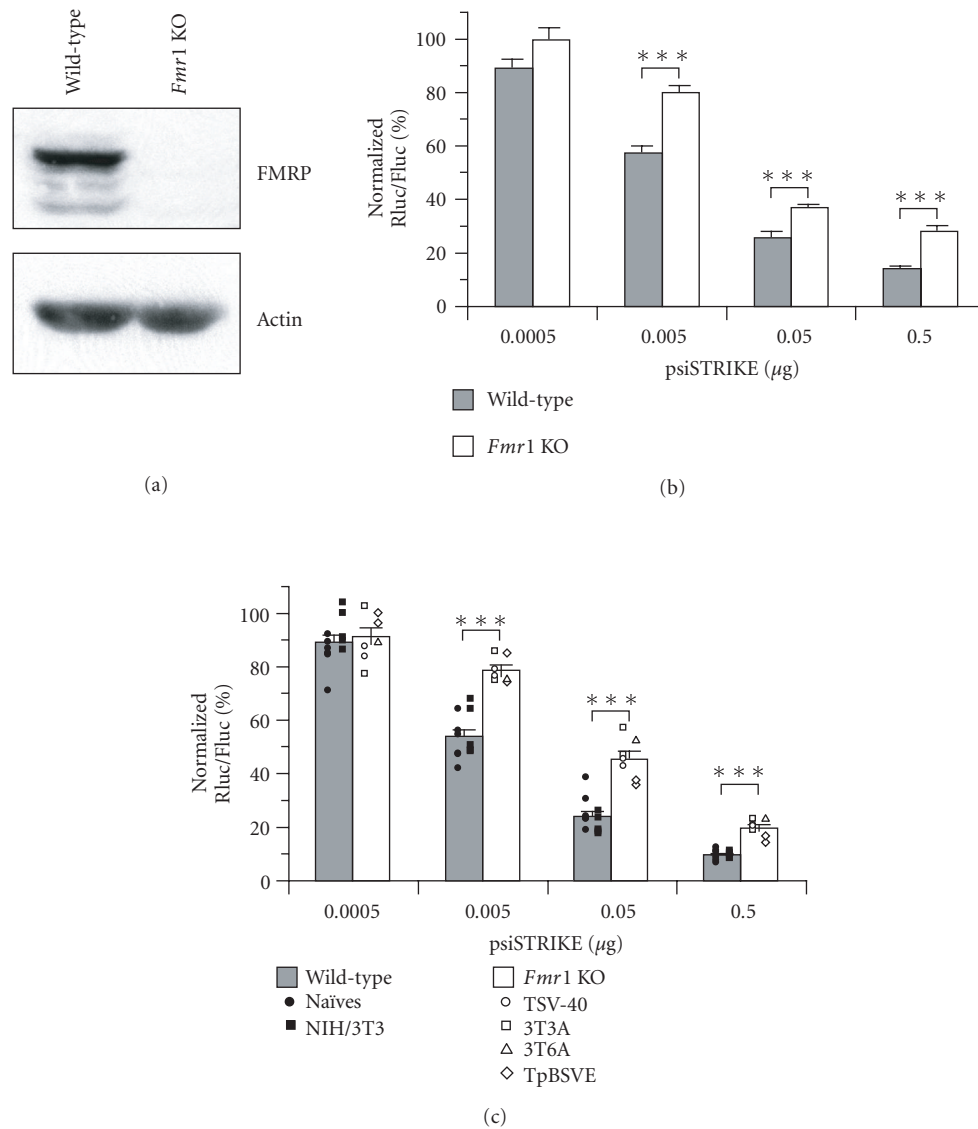 Wild-type
Fmr1 KO
FMRP
Actin
(a)
Normalized
Rluc/Fluc (%)
100
80
60
40
20
0
∗∗∗
∗∗∗
∗∗∗
0.0005
0.005
0.05
0.5
psiSTRIKE (µg)
Wild-type
Fmr1 KO
(b)
Normalized
Rluc/Fluc (%)
100
80
60
40
20
0
∗∗∗
∗∗∗
∗∗∗
0.0005
0.005
0.05
0.5
psiSTRIKE (µg)
Wild-type
Naïves
NIH/3T3
Fmr1 KO
TSV-40
3T3A
3T6A
TpBSVE
(c)